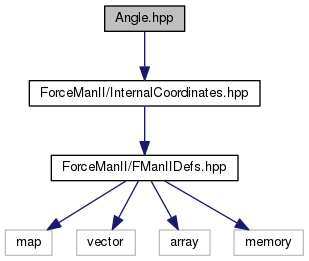 Angle.hpp
ForceManII/InternalCoordinates.hpp
ForceManII/FManIIDefs.hpp
map
vector
array
memory